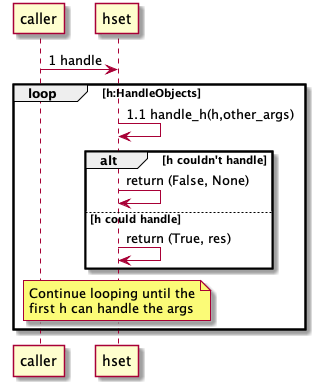 caller hset
1 handle
loop [h:HandleObjects]
1.1 handle_h(h,other_args)
alt [h couldn't handle]
return (False, None)
[h could handle]
return (True, res)
Continue looping until the
first h can handle the args
caller hset